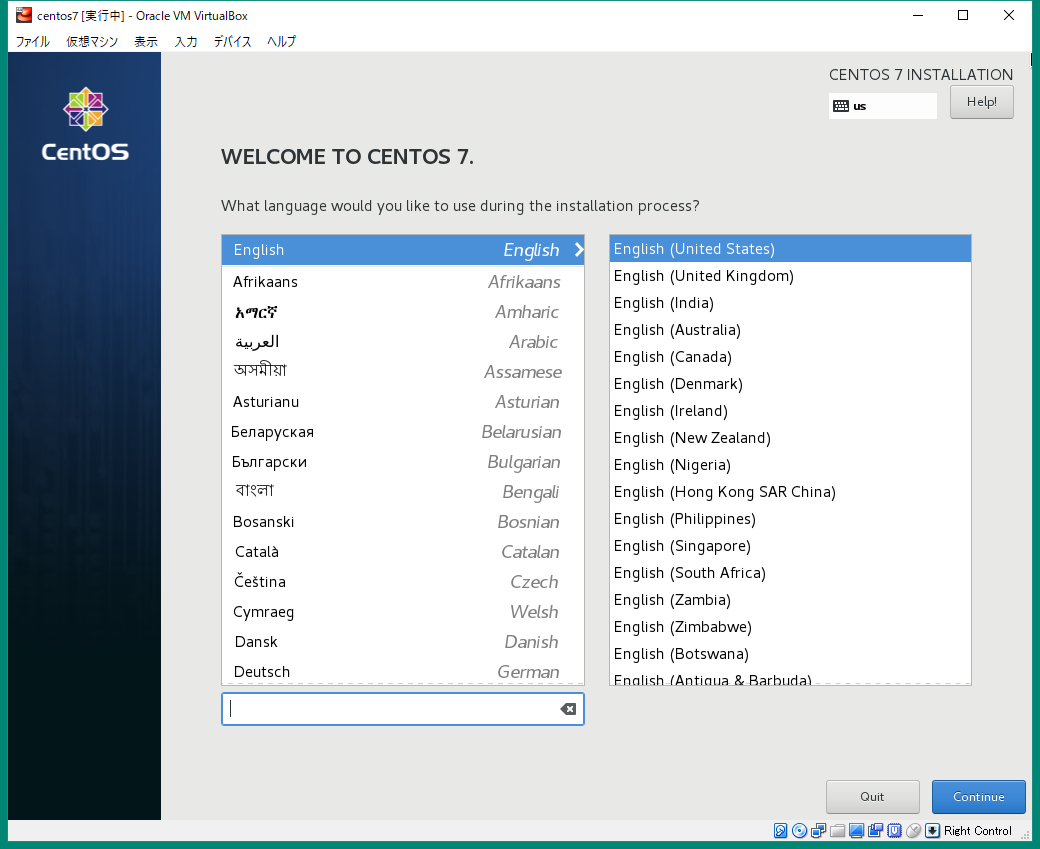 centos7 [実行中] - Oracle VM VirtualBox
ファイル 仮想マシン 表示 入力 デバイス ヘルプ
CentOS
CENTOS 7 INSTALLATION
us
Help!
WELCOME TO CENTOS 7.
What language would you like to use during the installation process?
English English
Afrikaans Afrikaans
አማርኛ Amharic
العربية Arabic
অসমীয়া Assamese
Asturianu Asturian
Беларуская Belarusian
Български Bulgarian
বাংলা Bengali
Bosanski Bosnian
Català Catalan
Čeština Czech
Cymraeg Welsh
Dansk Danish
Deutsch German
English (United States)
English (United Kingdom)
English (India)
English (Australia)
English (Canada)
English (Denmark)
English (Ireland)
English (New Zealand)
English (Nigeria)
English (Hong Kong SAR China)
English (Philippines)
English (Singapore)
English (South Africa)
English (Zambia)
English (Zimbabwe)
English (Botswana)
English (Antigua & Barbuda)
Quit
Continue
Right Control